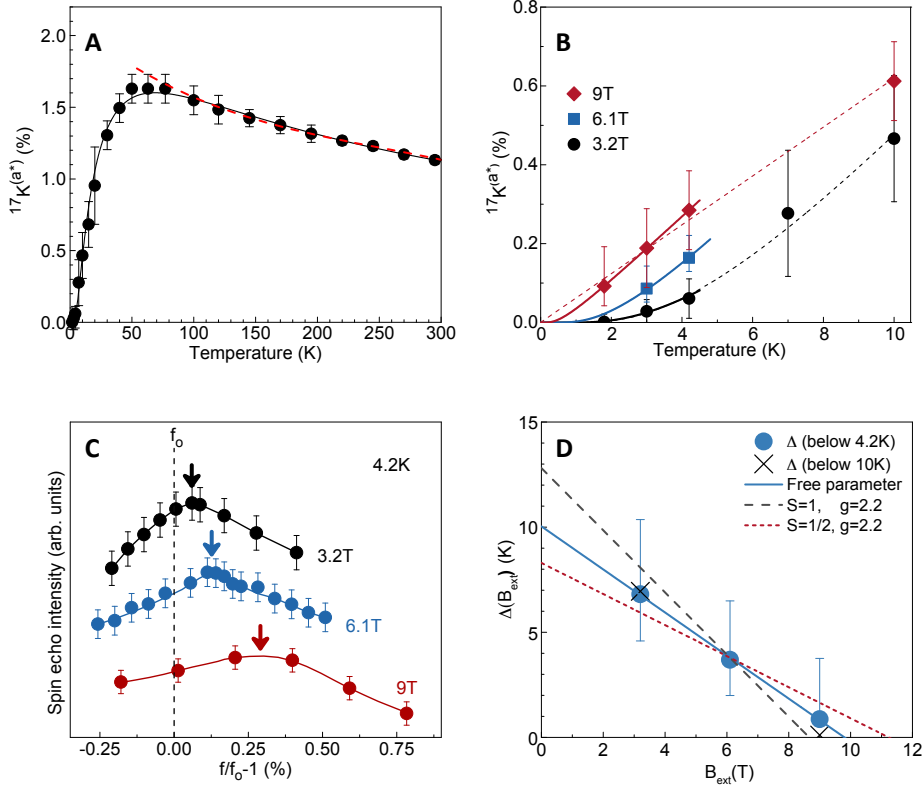 A
2.0
1.5
1.0
0.5
0.0
¹⁷K⁽ᵃ*⁾ (%)
50
100
150
200
250
300
Temperature (K)
B
9T
6.1T
3.2T
0.8
0.6
0.4
0.2
0.0
¹⁷K⁽ᵃ*⁾ (%)
0
2
4
6
8
10
Temperature (K)
C
fₒ
4.2K
3.2T
6.1T
9T
Spin echo intensity (arb. units)
-0.25
0.00
0.25
0.50
0.75
f/fₒ-1 (%)
D
Δ (below 4.2K)
Δ (below 10K)
Free parameter
S=1, g=2.2
S=1/2, g=2.2
15
10
5
0
Δ(Bₑₓₜ) (K)
0
2
4
6
8
10
12
Bₑₓₜ(T)